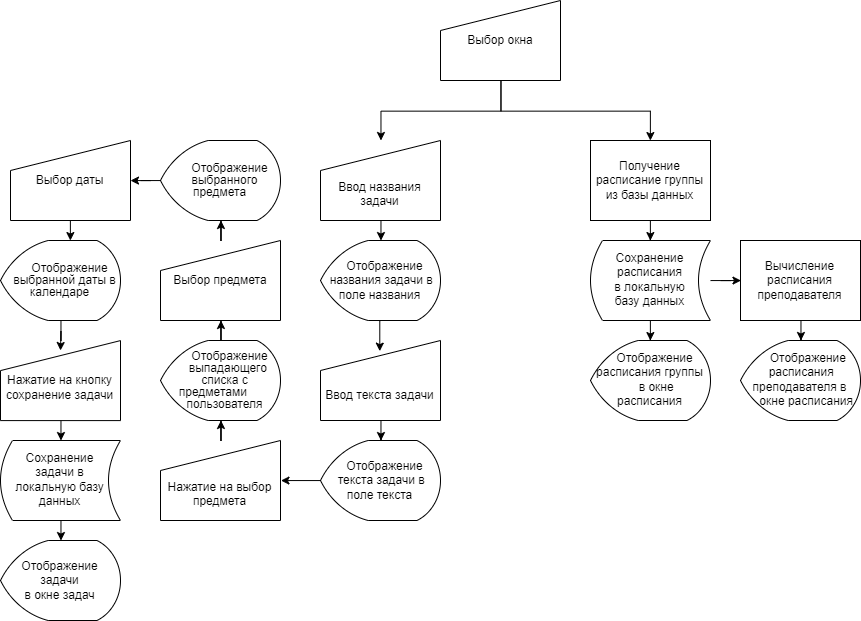 Выбор окна
Ввод названия
задачи
Отображение
названия задачи в
поле названия
Ввод текста задачи
Отображение
текста задачи в
поле текста
Нажатие на выбор
предмета
Отображение
выпадающего
списка с
предметами
пользователя
Выбор предмета
Отображение
выбранного
предмета
Выбор даты
Отображение
выбранной даты в
календаре
Нажатие на кнопку
сохранение задачи
Сохранение
задачи в
локальную базу
данных
Отображение
задачи
в окне задач
Получение
расписание группы
из базы данных
Сохранение
расписания
в локальную
базу данных
Отображение
расписания группы
в окне
расписания
Вычисление
расписания
преподавателя
Отображение
расписания
преподавателя в
окне расписания